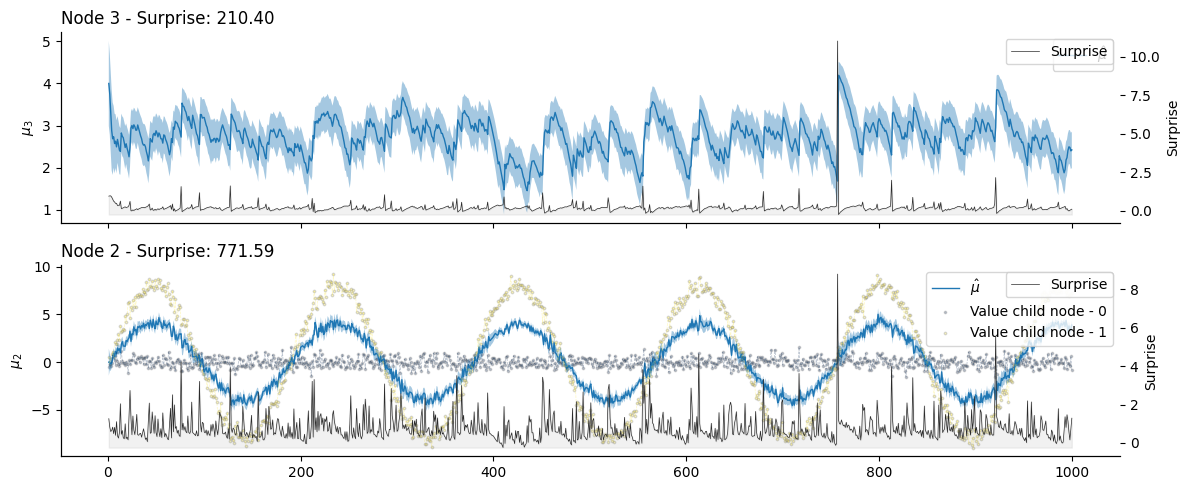 Node 3 - Surprise: 210.40
5
4
3
2
1
μ3
Surprise
10.0
7.5
5.0
2.5
0.0
Surprise
Node 2 - Surprise: 771.59
10
5
0
−5
μ2
μ̂
Value child node - 0
Value child node - 1
Surprise
8
6
4
2
0
Surprise
0
200
400
600
800
1000